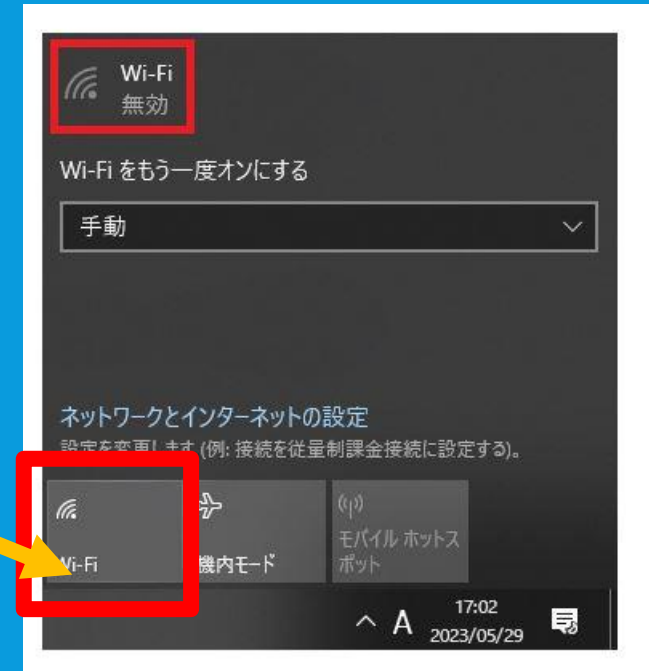 Wi-Fi
無効
Wi-Fi をもう一度オンにする
手動
ネットワークとインターネットの設定
設定を変更します (例: 接続を従量制課金接続に設定する)。
Wi-Fi
機内モード
モバイル ホットス
ポット
A
17:02
2023/05/29